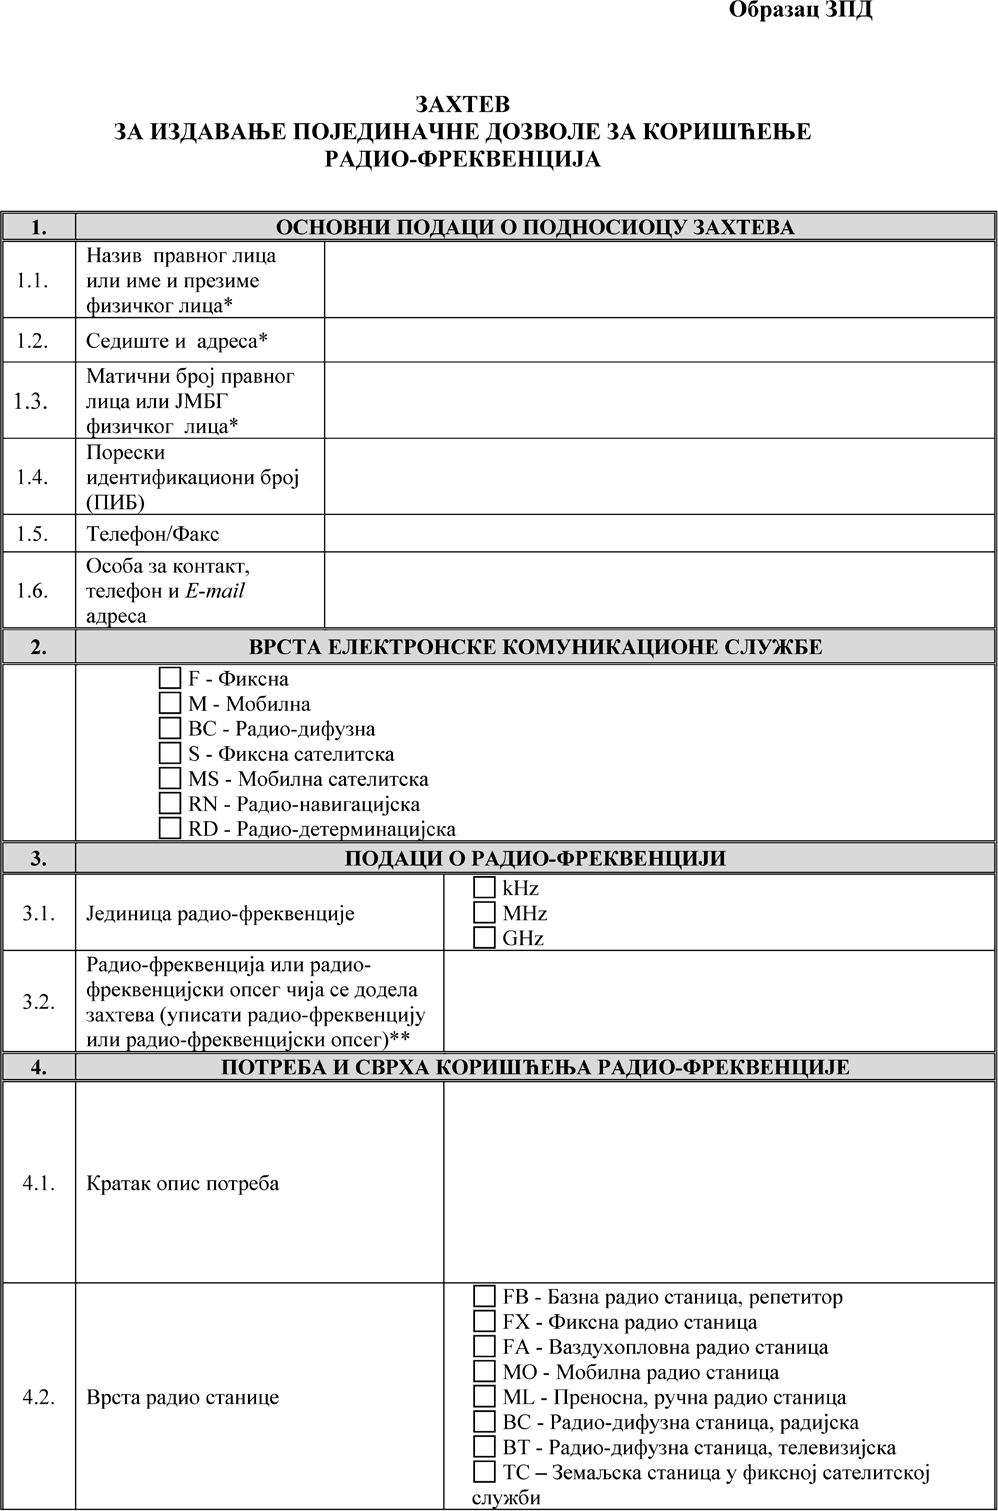 Образац ЗПД
ЗАХТЕВ
ЗА ИЗДАВАЊЕ ПОЈЕДИНАЧНЕ ДОЗВОЛЕ ЗА КОРИШЋЕЊЕ
РАДИО-ФРЕКВЕНЦИЈА
1. ОСНОВНИ ПОДАЦИ О ПОДНОСИОЦУ ЗАХТЕВА
1.1. Назив правног лица
или име и презиме
физичког лица*
1.2. Седиште и адреса*
1.3. Матични број правног
лица или ЈМБГ
физичког лица*
1.4. Порески
идентификациони број
(ПИБ)
1.5. Телефон/Факс
1.6. Особа за контакт,
телефон и E-mail
адреса
2. ВРСТА ЕЛЕКТРОНСКЕ КОМУНИКАЦИОНЕ СЛУЖБЕ
F - Фиксна
M - Мобилна
BC - Радио-дифузна
S - Фиксна сателитска
MS - Мобилна сателитска
RN - Радио-навигацијска
RD - Радио-детерминацијска
3. ПОДАЦИ О РАДИО-ФРЕКВЕНЦИЈИ
3.1. Јединица радио-фреквенције
kHz
MHz
GHz
3.2. Радио-фреквенција или радио-
фреквенцијски опсег чија се додела
захтева (уписати радио-фреквенцију
или радио-фреквенцијски опсег)**
4. ПОТРЕБА И СВРХА КОРИШЋЕЊА РАДИО-ФРЕКВЕНЦИЈЕ
4.1. Кратак опис потреба
4.2. Врста радио станице
FB - Базна радио станица, репетитор
FX - Фиксна радио станица
FA - Ваздухопловна радио станица
MO - Мобилна радио станица
ML - Преносна, ручна радио станица
BC - Радио-дифузна станица, радијска
BT - Радио-дифузна станица, телевизијска
TC – Земаљска станица у фиксној сателитској
служби